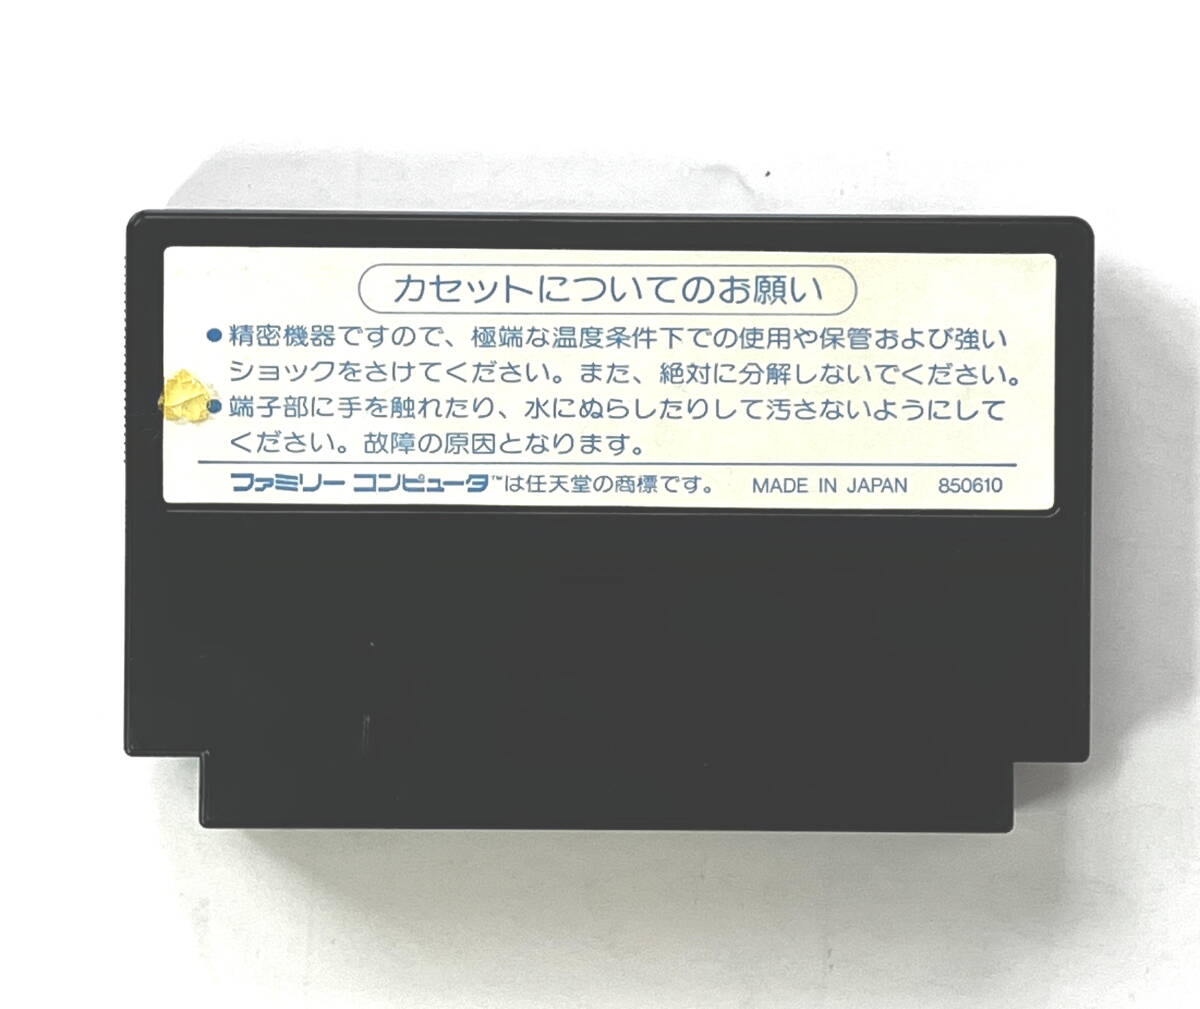 カセットについてのお願い
●精密機器ですので、極端な温度条件下での使用や保管および強い
ショックをさけてください。また、絶対に分解しないでください。
●端子部に手を触れたり、水にぬらしたりして汚さないようにして
ください。故障の原因となります。
ファミリー コンピュータ™は任天堂の商標です。 MADE IN JAPAN 850610